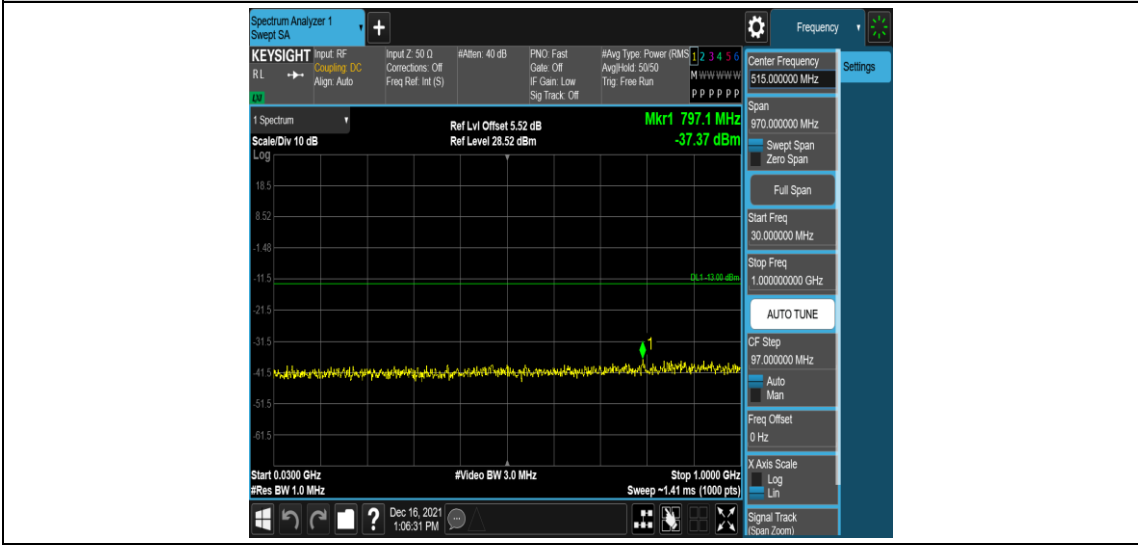 Spectrum Analyzer 1
Swept SA
+
Frequency
KEYSIGHT
RL
LM
Input: RF
Coupling: DC
Align: Auto
Input Z: 50 Ω
Corrections: Off
Freq Ref: Int (S)
#Atten: 40 dB
PNO: Fast
Gate: Off
IF Gain: Low
Sig Track: Off
#Avg Type: Power (RMS
Avg|Hold: 50/50
Trig: Free Run
1 2 3 4 5 6
M W W W W W
P P P P P P
1 Spectrum
Scale/Div 10 dB
Log
Ref Lvl Offset 5.52 dB
Ref Level 28.52 dBm
Mkr1 797.1 MHz
-37.37 dBm
18.5
8.52
-1.48
-11.5
DL1 -13.00 dBm
-21.5
-31.5
1
-41.5
-51.5
-61.5
Start 0.0300 GHz
#Res BW 1.0 MHz
#Video BW 3.0 MHz
Stop 1.0000 GHz
Sweep ~1.41 ms (1000 pts)
?
Dec 16, 2021
1:06:31 PM
Center Frequency
515.000000 MHz
Span
970.000000 MHz
Swept Span
Zero Span
Full Span
Start Freq
30.000000 MHz
Stop Freq
1.000000000 GHz
AUTO TUNE
CF Step
97.000000 MHz
Auto
Man
Freq Offset
0 Hz
X Axis Scale
Log
Lin
Signal Track
(Span Zoom)
Settings